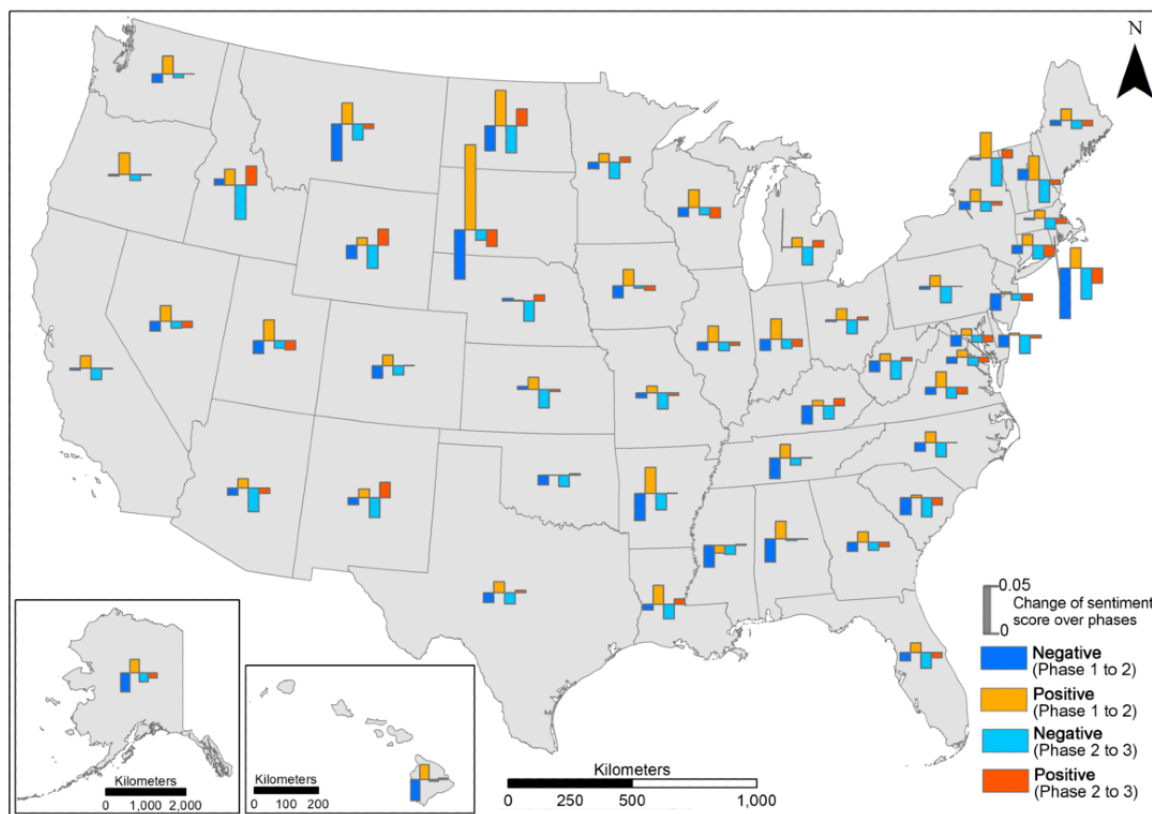 N
0.05
Change of sentiment
score over phases
0
Negative
(Phase 1 to 2)
Positive
(Phase 1 to 2)
Negative
(Phase 2 to 3)
Positive
(Phase 2 to 3)
Kilometers
0 1,000 2,000
Kilometers
0 100 200
Kilometers
0 250 500 1,000